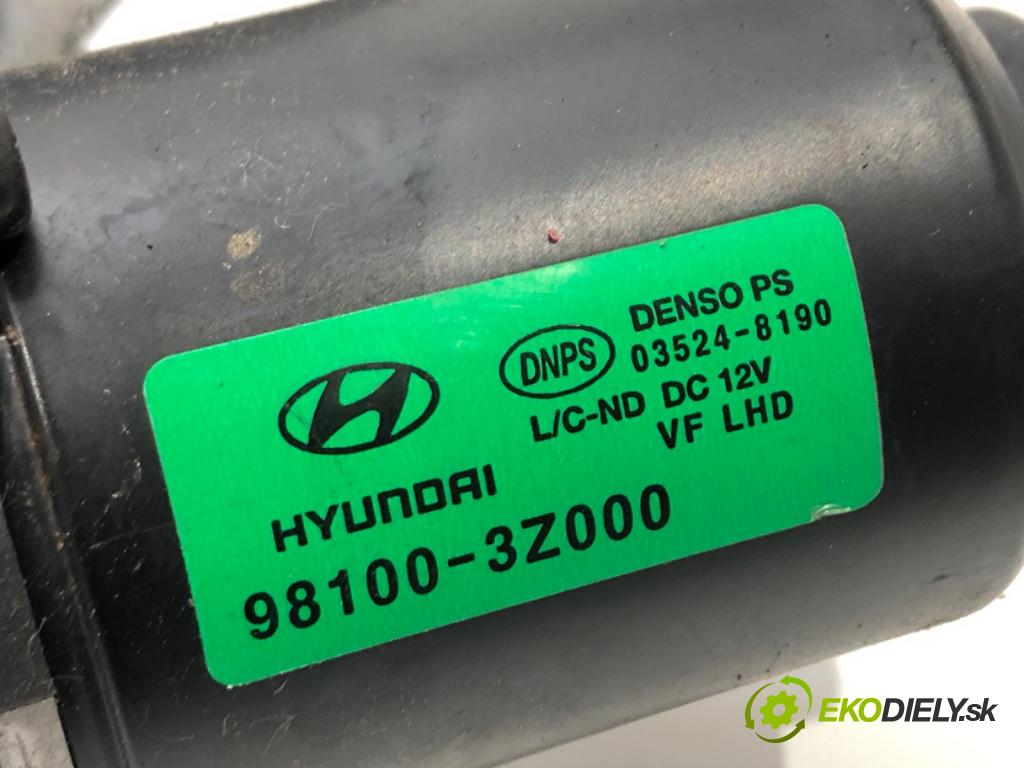 DENSO PS
DNPS 03524-8190
L/C-ND DC 12V
VF LHD
HYUNDAI
98100-3Z000
EKODIELY.sk